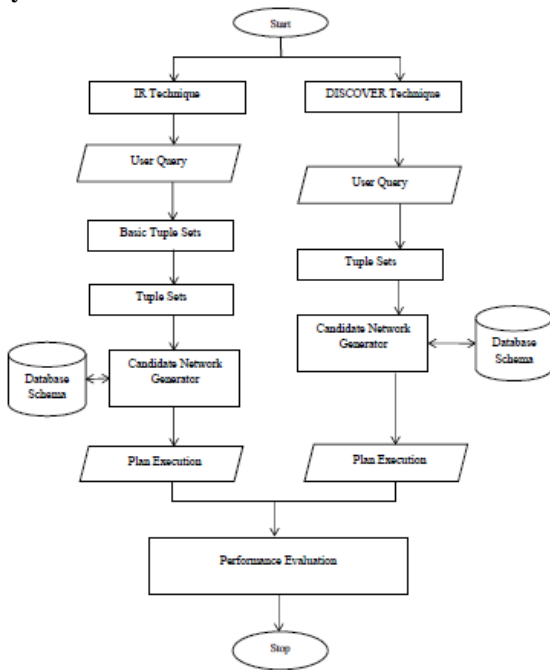 Start
IR Technique
DISCOVER Technique
User Query
User Query
Basic Tuple Sets
Tuple Sets
Tuple Sets
Candidate Network
Generator
Database
Schema
Candidate Network
Generator
Database
Schema
Plan Execution
Plan Execution
Performance Evaluation
Stop